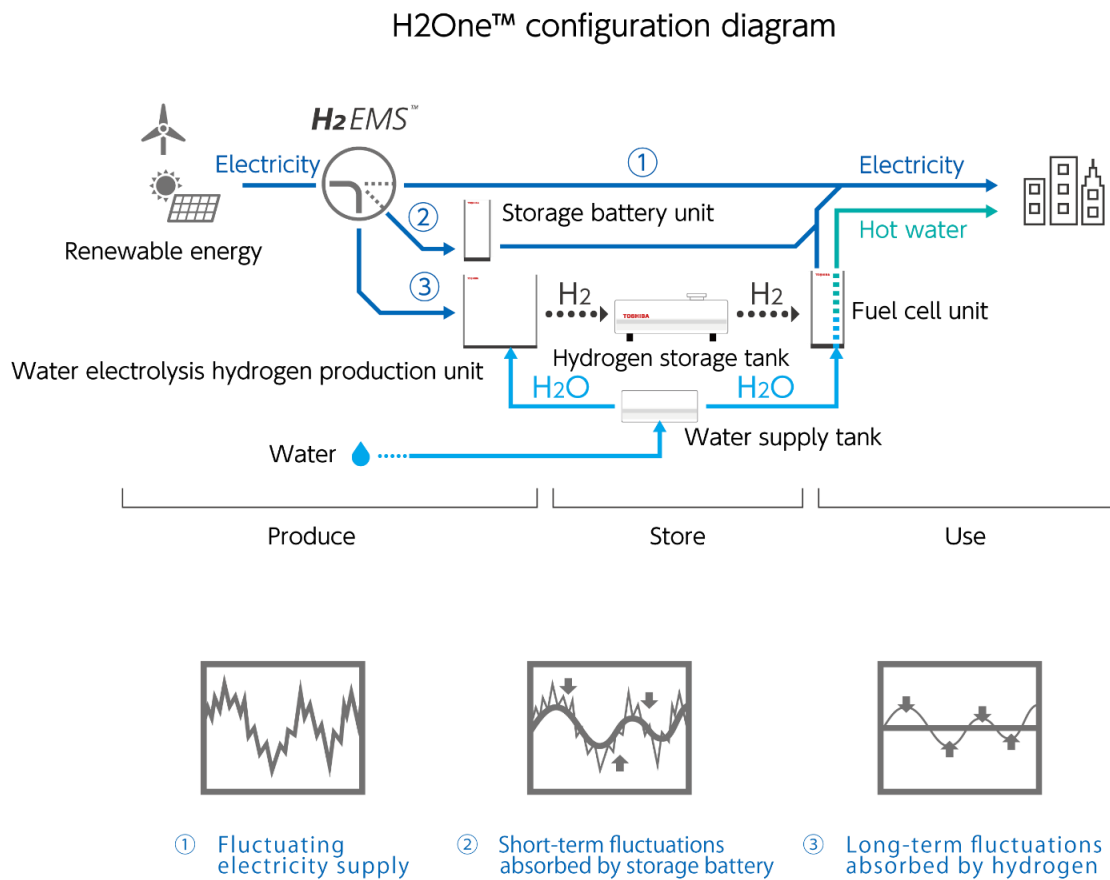 H2One™ configuration diagram
H2EMS™
Electricity
①
Electricity
②
Storage battery unit
Hot water
Renewable energy
③
H2
H2
TOSHIBA
TOSHIBA
Fuel cell unit
Hydrogen storage tank
Water electrolysis hydrogen production unit
H2O
H2O
Water supply tank
Water
Produce
Store
Use
① Fluctuating
electricity supply
② Short-term fluctuations
absorbed by storage battery
③ Long-term fluctuations
absorbed by hydrogen